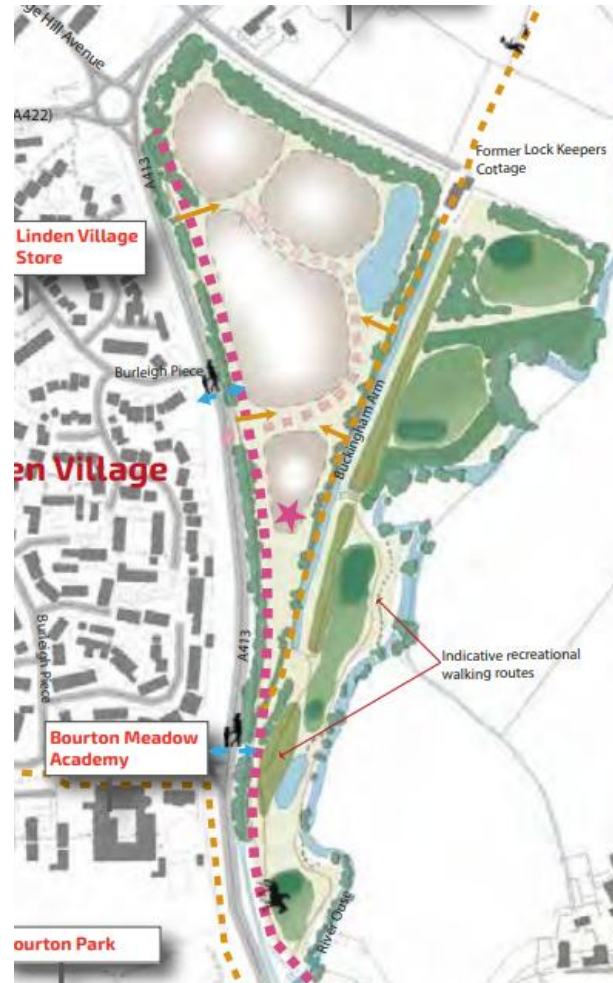 ge Hill Avenue
A422)
A413
Former Lock Keepers
Cottage
Linden Village
Store
Burleigh Piece
Buckingham Arm
en Village
Burleigh Piece
A413
Indicative recreational
walking routes
Bourton Meadow
Academy
River Ouse
ourton Park